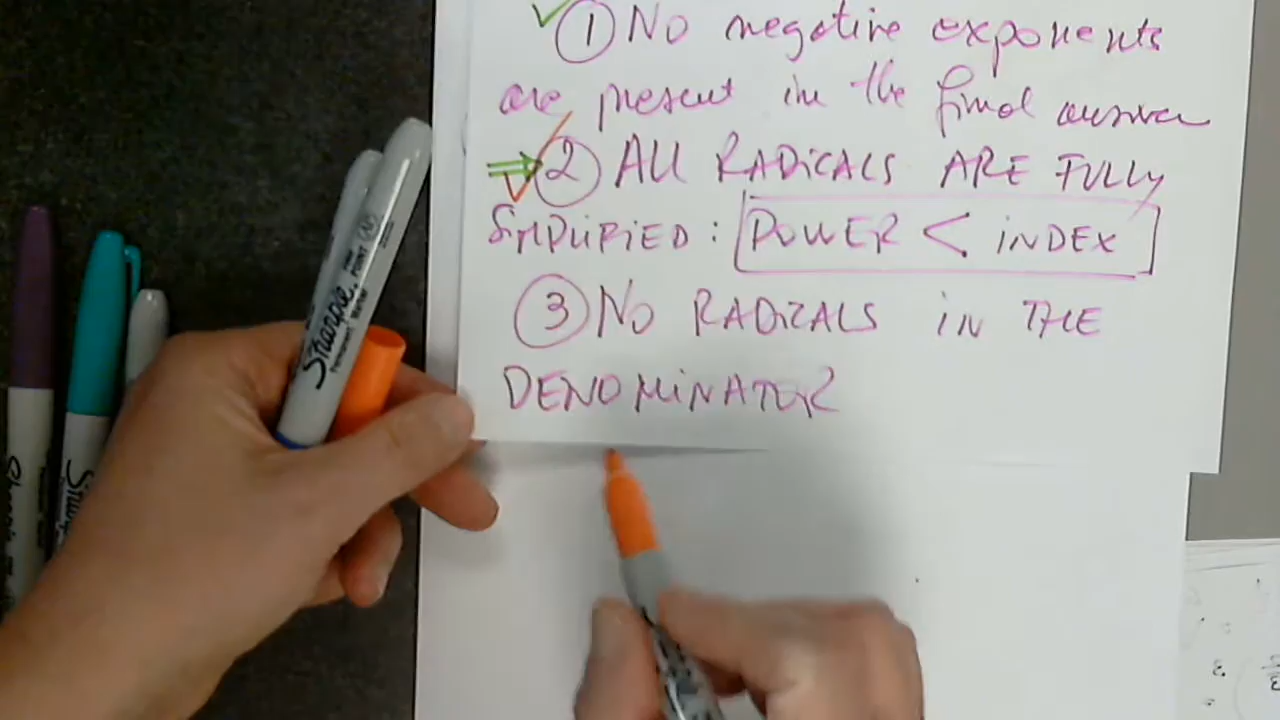 ① No negative exponents
are present in the final answer
⇒ ② ALL RADICALS ARE FULLY
SIMPLIFIED: POWER < INDEX
③ NO RADICALS IN THE
DENOMINATOR
Sharpie